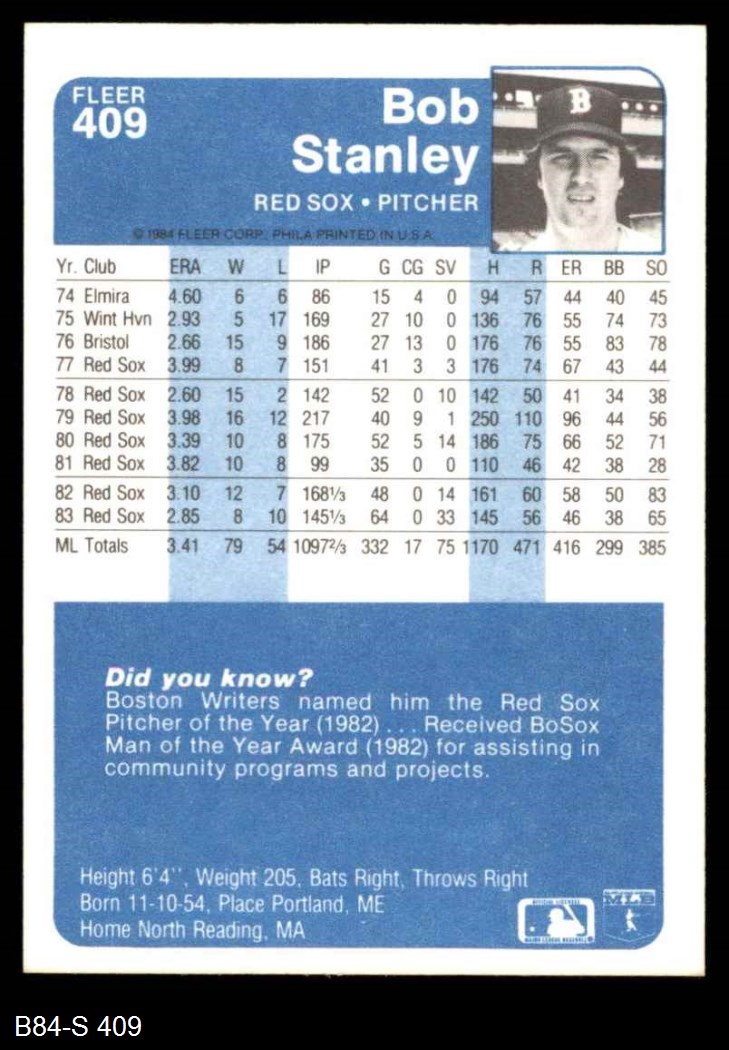 FLEER
409
Bob
Stanley
RED SOX • PITCHER
© 1984 FLEER CORP., PHILA PRINTED IN U.S.A.
B
Yr. Club ERA W L IP G CG SV H R ER BB SO
74 Elmira 4.60 6 6 86 15 4 0 94 57 44 40 45
75 Wint Hvn 2.93 5 17 169 27 10 0 136 76 55 74 73
76 Bristol 2.66 15 9 186 27 13 0 176 76 55 83 78
77 Red Sox 3.99 8 7 151 41 3 3 176 74 67 43 44
78 Red Sox 2.60 15 2 142 52 0 10 142 50 41 34 38
79 Red Sox 3.98 16 12 217 40 9 1 250 110 96 44 56
80 Red Sox 3.39 10 8 175 52 5 14 186 75 66 52 71
81 Red Sox 3.82 10 8 99 35 0 0 110 46 42 38 28
82 Red Sox 3.10 12 7 168⅓ 48 0 14 161 60 58 50 83
83 Red Sox 2.85 8 10 145⅓ 64 0 33 145 56 46 38 65
ML Totals 3.41 79 54 1097⅔ 332 17 75 1170 471 416 299 385
Did you know?
Boston Writers named him the Red Sox
Pitcher of the Year (1982) . . . Received BoSox
Man of the Year Award (1982) for assisting in
community programs and projects.
Height 6'4'', Weight 205, Bats Right, Throws Right
Born 11-10-54, Place Portland, ME
Home North Reading, MA
B84-S 409